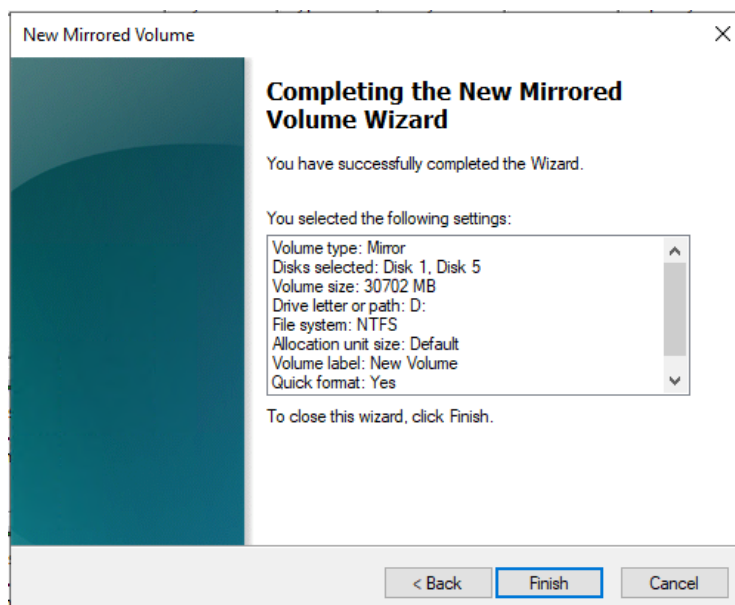 New Mirrored Volume
Completing the New Mirrored
Volume Wizard
You have successfully completed the Wizard.
You selected the following settings:
Volume type: Mirror
Disks selected: Disk 1, Disk 5
Volume size: 30702 MB
Drive letter or path: D:
File system: NTFS
Allocation unit size: Default
Volume label: New Volume
Quick format: Yes
To close this wizard, click Finish.
< Back
Finish
Cancel